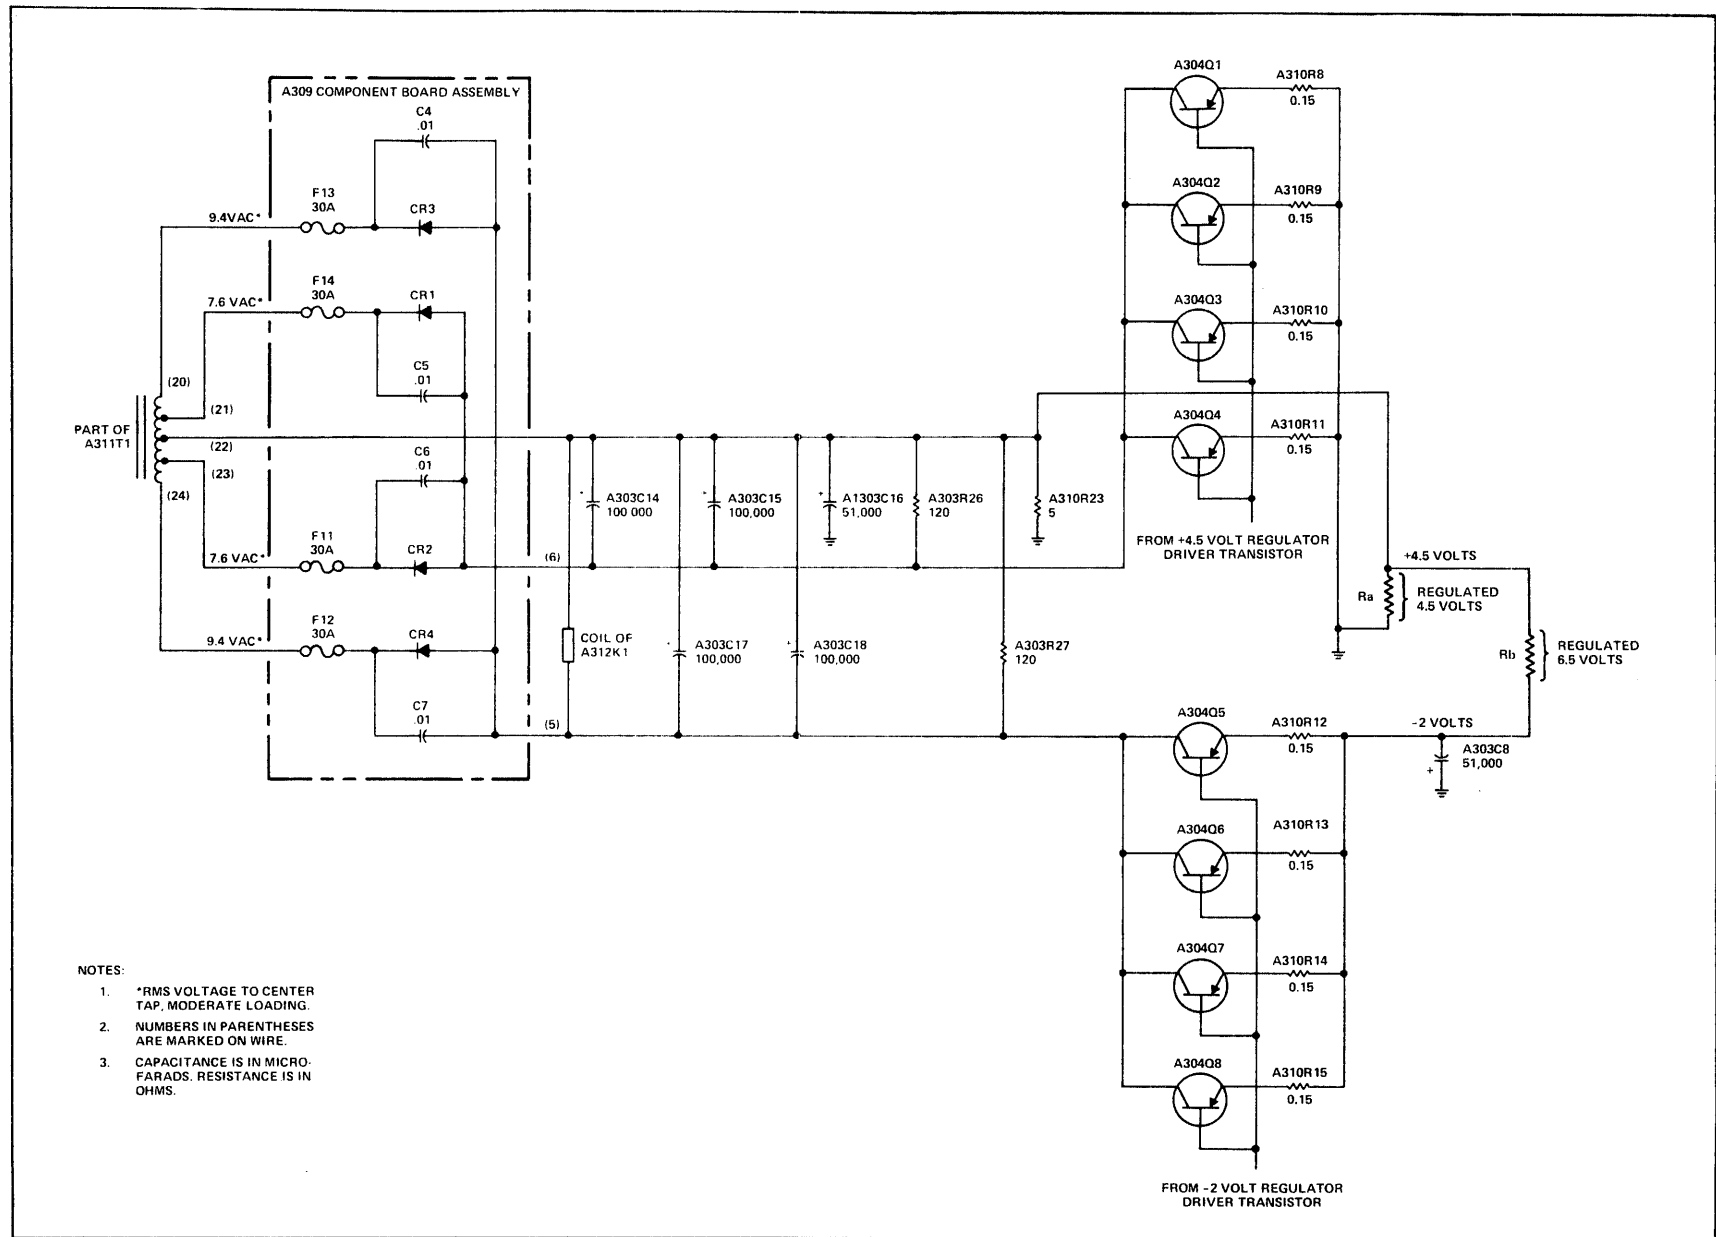 A309 COMPONENT BOARD ASSEMBLY
C4
.01
F13
30A
CR3
9.4VAC*
F14
30A
CR1
7.6 VAC*
C5
.01
(20)
(21)
PART OF
A311T1
(22)
(23)
(24)
C6
.01
F11
30A
CR2
7.6 VAC*
(6)
F12
30A
CR4
9.4 VAC*
C7
.01
(5)
COIL OF
A312K1
+
A303C14
100 000
+
A303C15
100,000
+
A1303C16
51,000
A303R26
120
A310R23
5
+
A303C17
100,000
+
A303C18
100,000
A303R27
120
A304Q1
A310R8
0.15
A304Q2
A310R9
0.15
A304Q3
A310R10
0.15
A304Q4
A310R11
0.15
FROM +4.5 VOLT REGULATOR
DRIVER TRANSISTOR
+4.5 VOLTS
Ra
REGULATED
4.5 VOLTS
Rb
REGULATED
6.5 VOLTS
A304Q5
A310R12
0.15
-2 VOLTS
A303C8
51,000
+
A304Q6
A310R13
0.15
A304Q7
A310R14
0.15
A304Q8
A310R15
0.15
FROM -2 VOLT REGULATOR
DRIVER TRANSISTOR
NOTES:
1. *RMS VOLTAGE TO CENTER
TAP, MODERATE LOADING.
2. NUMBERS IN PARENTHESES
ARE MARKED ON WIRE.
3. CAPACITANCE IS IN MICRO-
FARADS. RESISTANCE IS IN
OHMS.